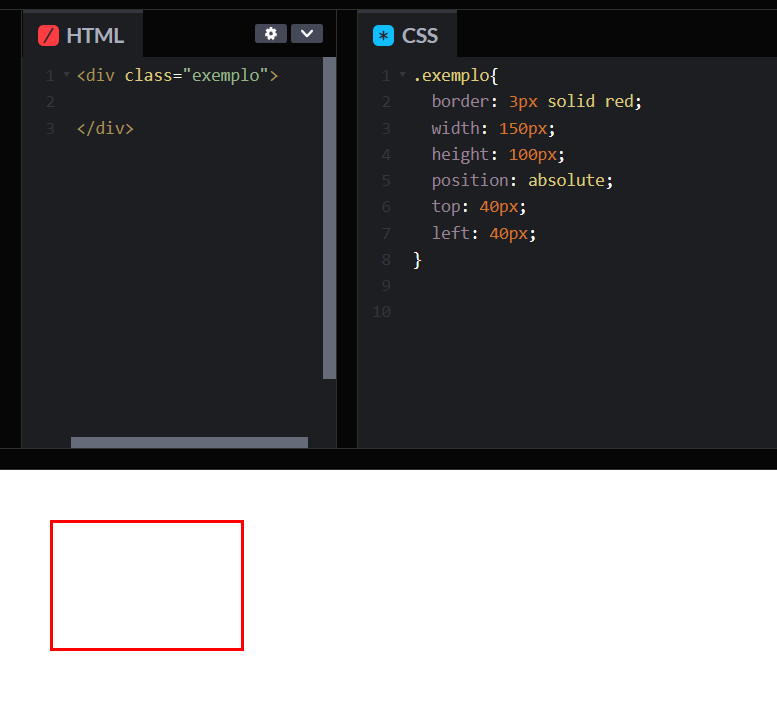 HTML
1 <div class="exemplo">
2
3 </div>
CSS
1 .exemplo{
2 border: 3px solid red;
3 width: 150px;
4 height: 100px;
5 position: absolute;
6 top: 40px;
7 left: 40px;
8 }
9
10